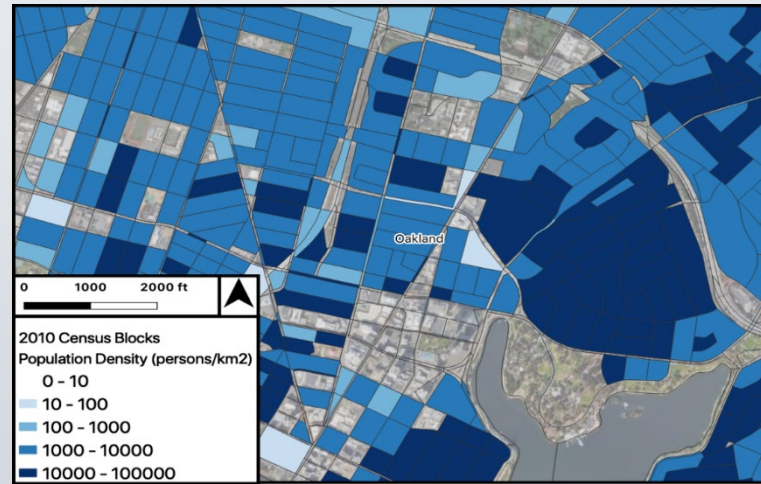 Oakland
0 1000 2000 ft
2010 Census Blocks
Population Density (persons/km2)
0 - 10
10 - 100
100 - 1000
1000 - 10000
10000 - 100000